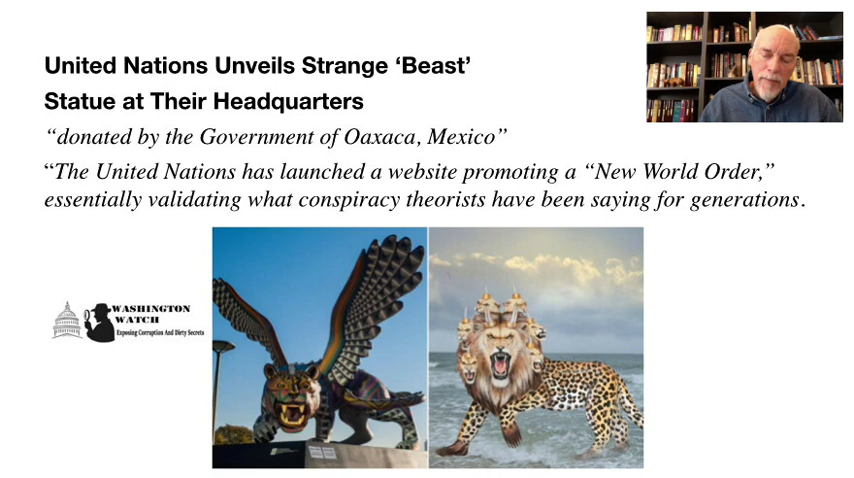 United Nations Unveils Strange ‘Beast’
Statue at Their Headquarters
“donated by the Government of Oaxaca, Mexico”
“The United Nations has launched a website promoting a “New World Order,”
essentially validating what conspiracy theorists have been saying for generations.
WASHINGTON
WATCH
Exposing Corruption And Dirty Secrets